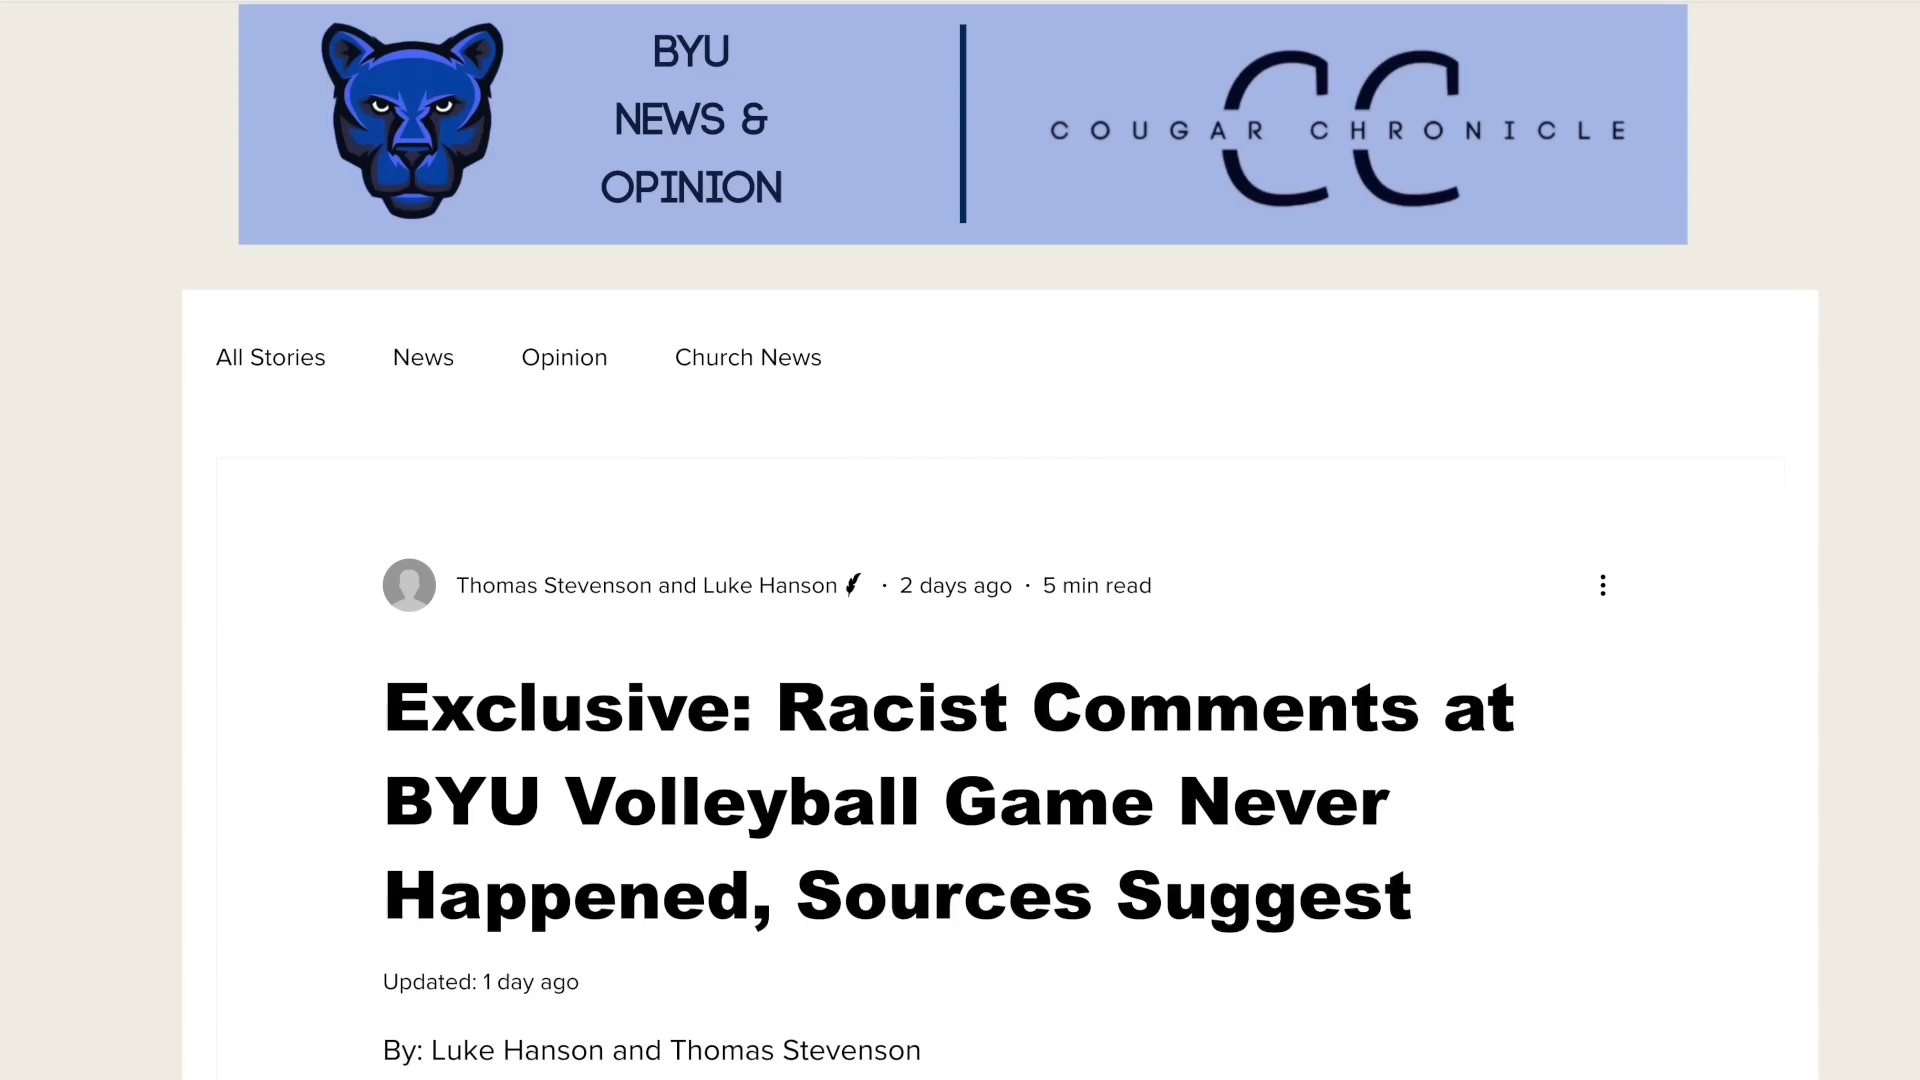 BYU
NEWS &
OPINION
COUGAR CHRONICLE
CC
All Stories News Opinion Church News
Thomas Stevenson and Luke Hanson · 2 days ago · 5 min read
Exclusive: Racist Comments at
BYU Volleyball Game Never
Happened, Sources Suggest
Updated: 1 day ago
By: Luke Hanson and Thomas Stevenson